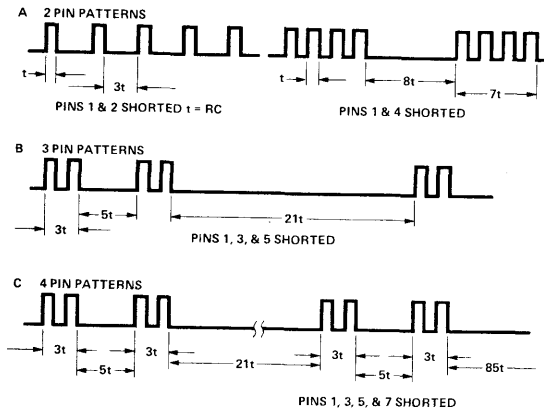 A 2 PIN PATTERNS
t 3t t 8t 7t
PINS 1 & 2 SHORTED t = RC PINS 1 & 4 SHORTED
B 3 PIN PATTERNS
5t 21t
3t
PINS 1, 3, & 5 SHORTED
C 4 PIN PATTERNS
3t 3t 21t 3t 3t 85t
5t 5t
PINS 1, 3, 5, & 7 SHORTED